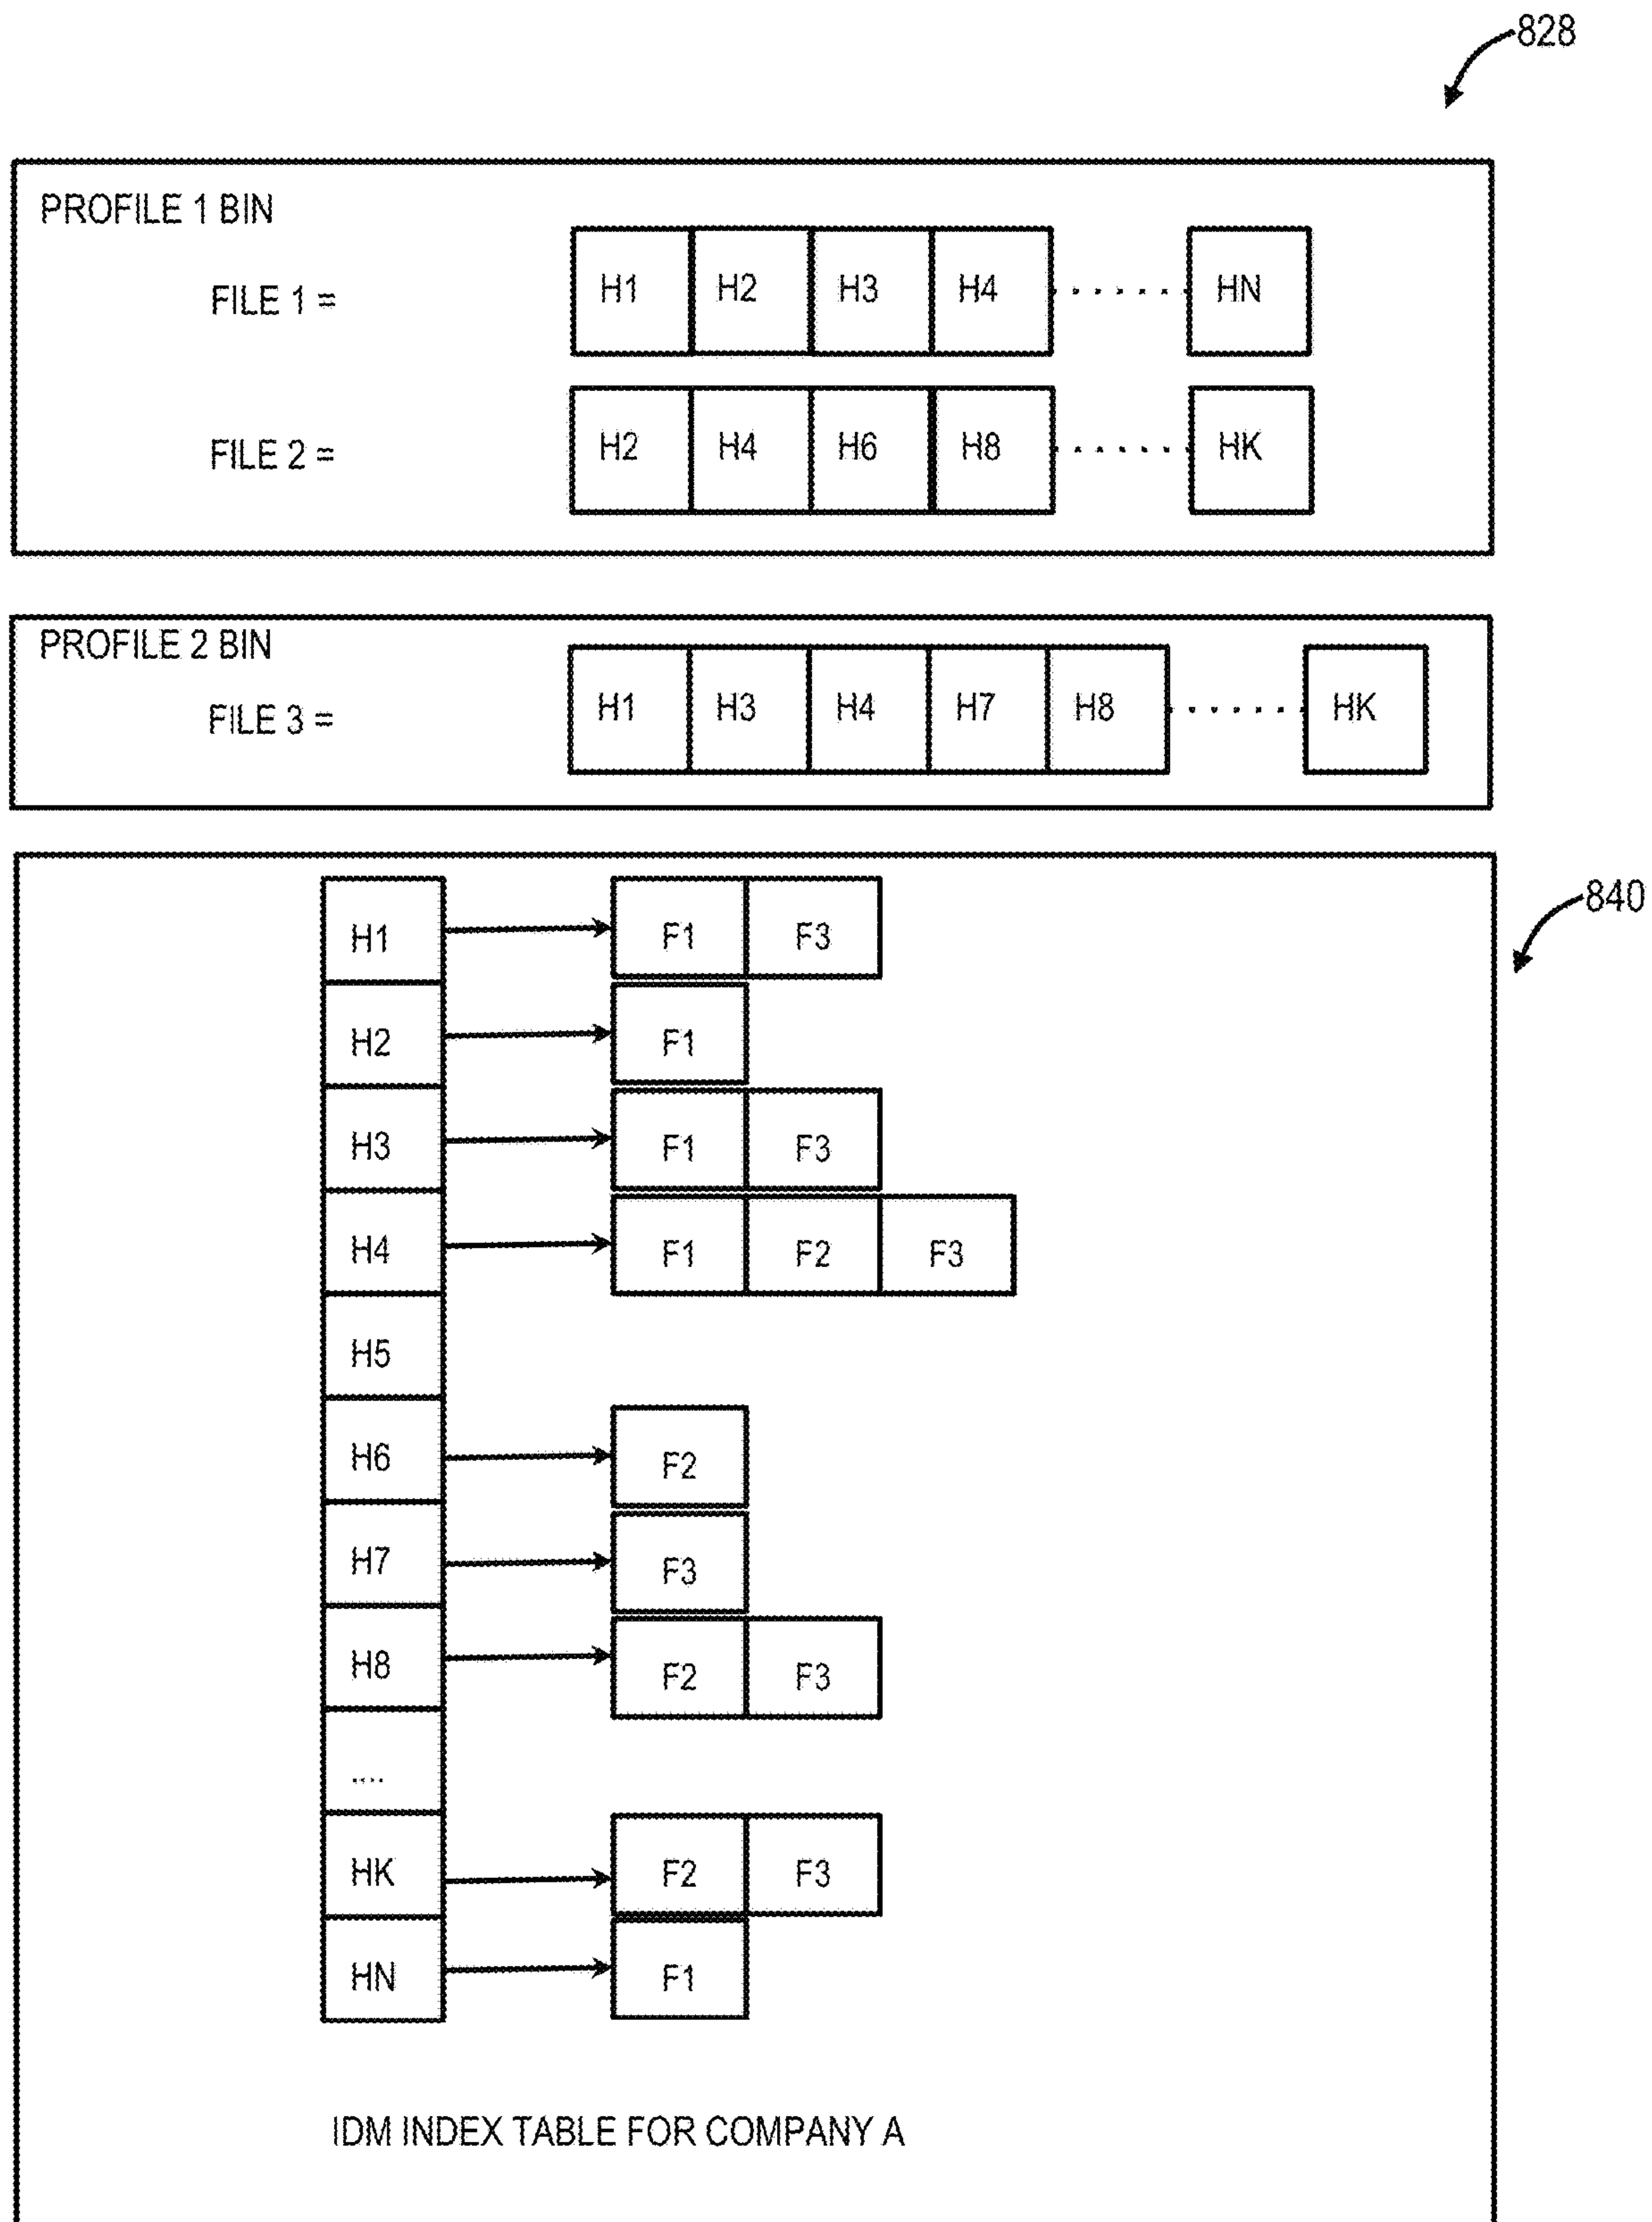 828
PROFILE 1 BIN
FILE 1 = H1 H2 H3 H4 ...... HN
FILE 2 = H2 H4 H6 H8 ...... HK
PROFILE 2 BIN
FILE 3 = H1 H3 H4 H7 H8 ...... HK
840
H1 F1 F3
H2 F1
H3 F1 F3
H4 F1 F2 F3
H5
H6 F2
H7 F3
H8 F2 F3
....
HK F2 F3
HN F1
IDM INDEX TABLE FOR COMPANY A